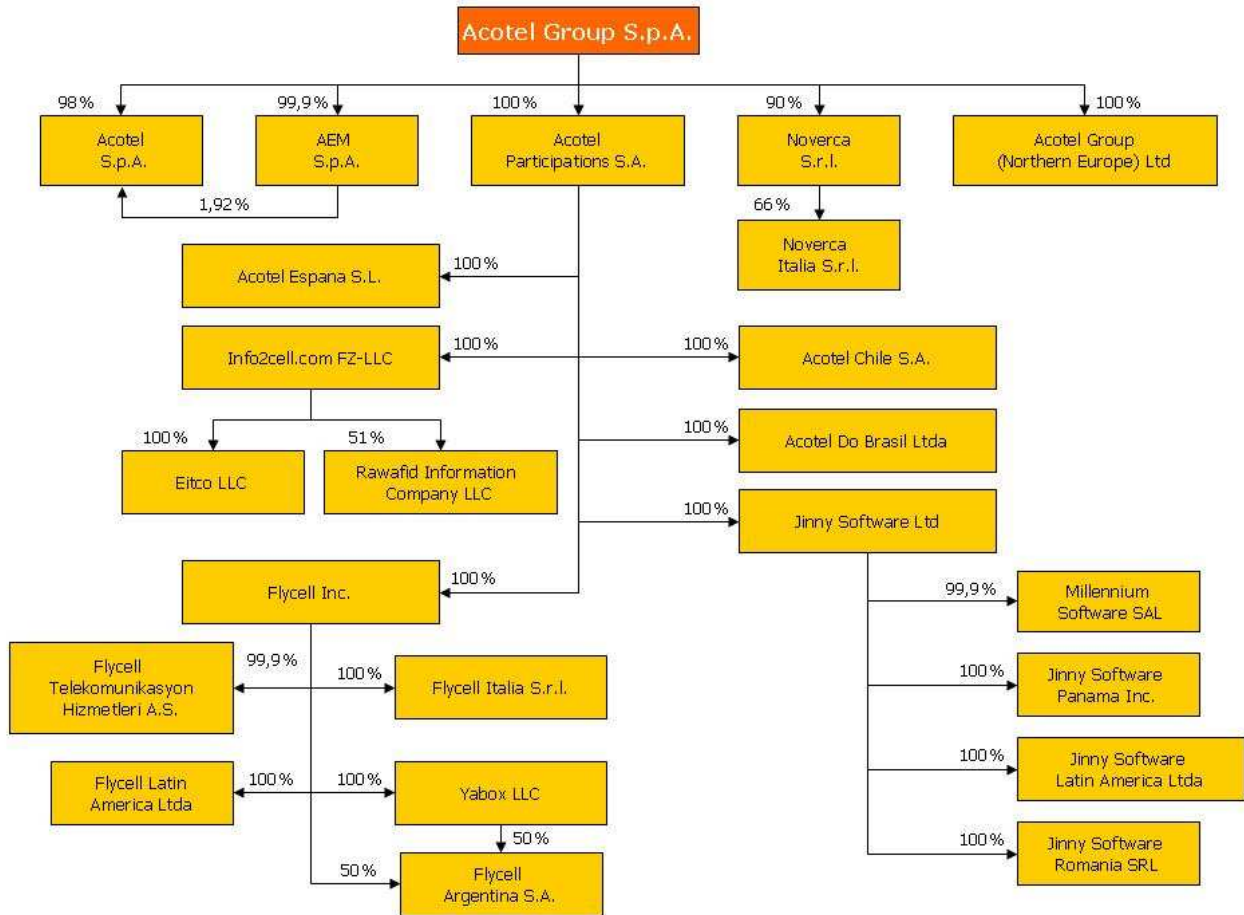 Acotel Group S.p.A.
98%
99,9%
100%
90%
100%
Acotel
S.p.A.
AEM
S.p.A.
Acotel
Participations S.A.
Noverca
S.r.l.
Acotel Group
(Northern Europe) Ltd
1,92%
66%
Noverca
Italia S.r.l.
Acotel Espana S.L.
100%
Info2cell.com FZ-LLC
100%
100%
Acotel Chile S.A.
100%
51%
Eitco LLC
Rawafid Information
Company LLC
100%
Acotel Do Brasil Ltda
100%
Jinny Software Ltd
Flycell Inc.
100%
99,9%
Millennium
Software SAL
Flycell
Telekomunikasyon
Hizmetleri A.S.
99,9%
100%
Flycell Italia S.r.l.
100%
Jinny Software
Panama Inc.
Flycell Latin
America Ltda
100%
100%
Yabox LLC
100%
Jinny Software
Latin America Ltda
50%
50%
Flycell
Argentina S.A.
100%
Jinny Software
Romania SRL